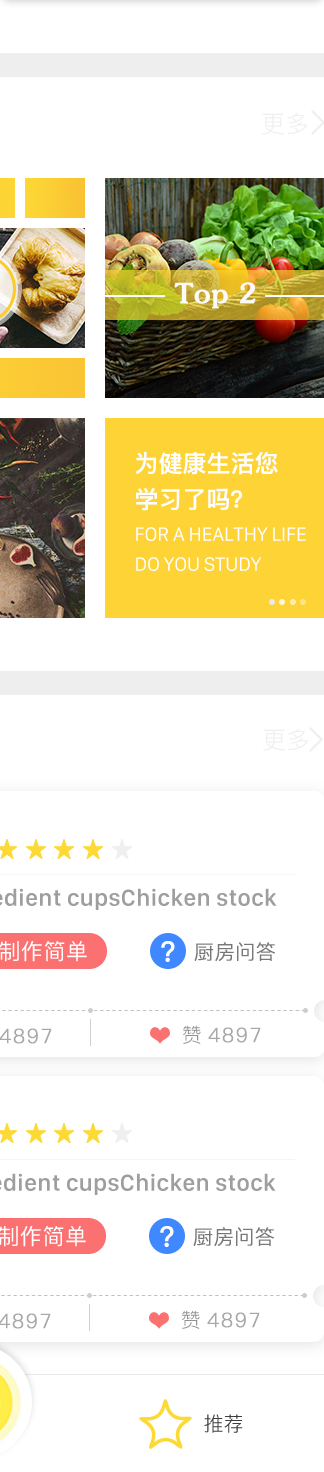 更多
Top 2
为健康生活您
学习了吗?
FOR A HEALTHY LIFE
DO YOU STUDY
更多
edient cupsChicken stock
制作简单 ? 厨房问答
4897 赞 4897
edient cupsChicken stock
制作简单 ? 厨房问答
4897 赞 4897
推荐